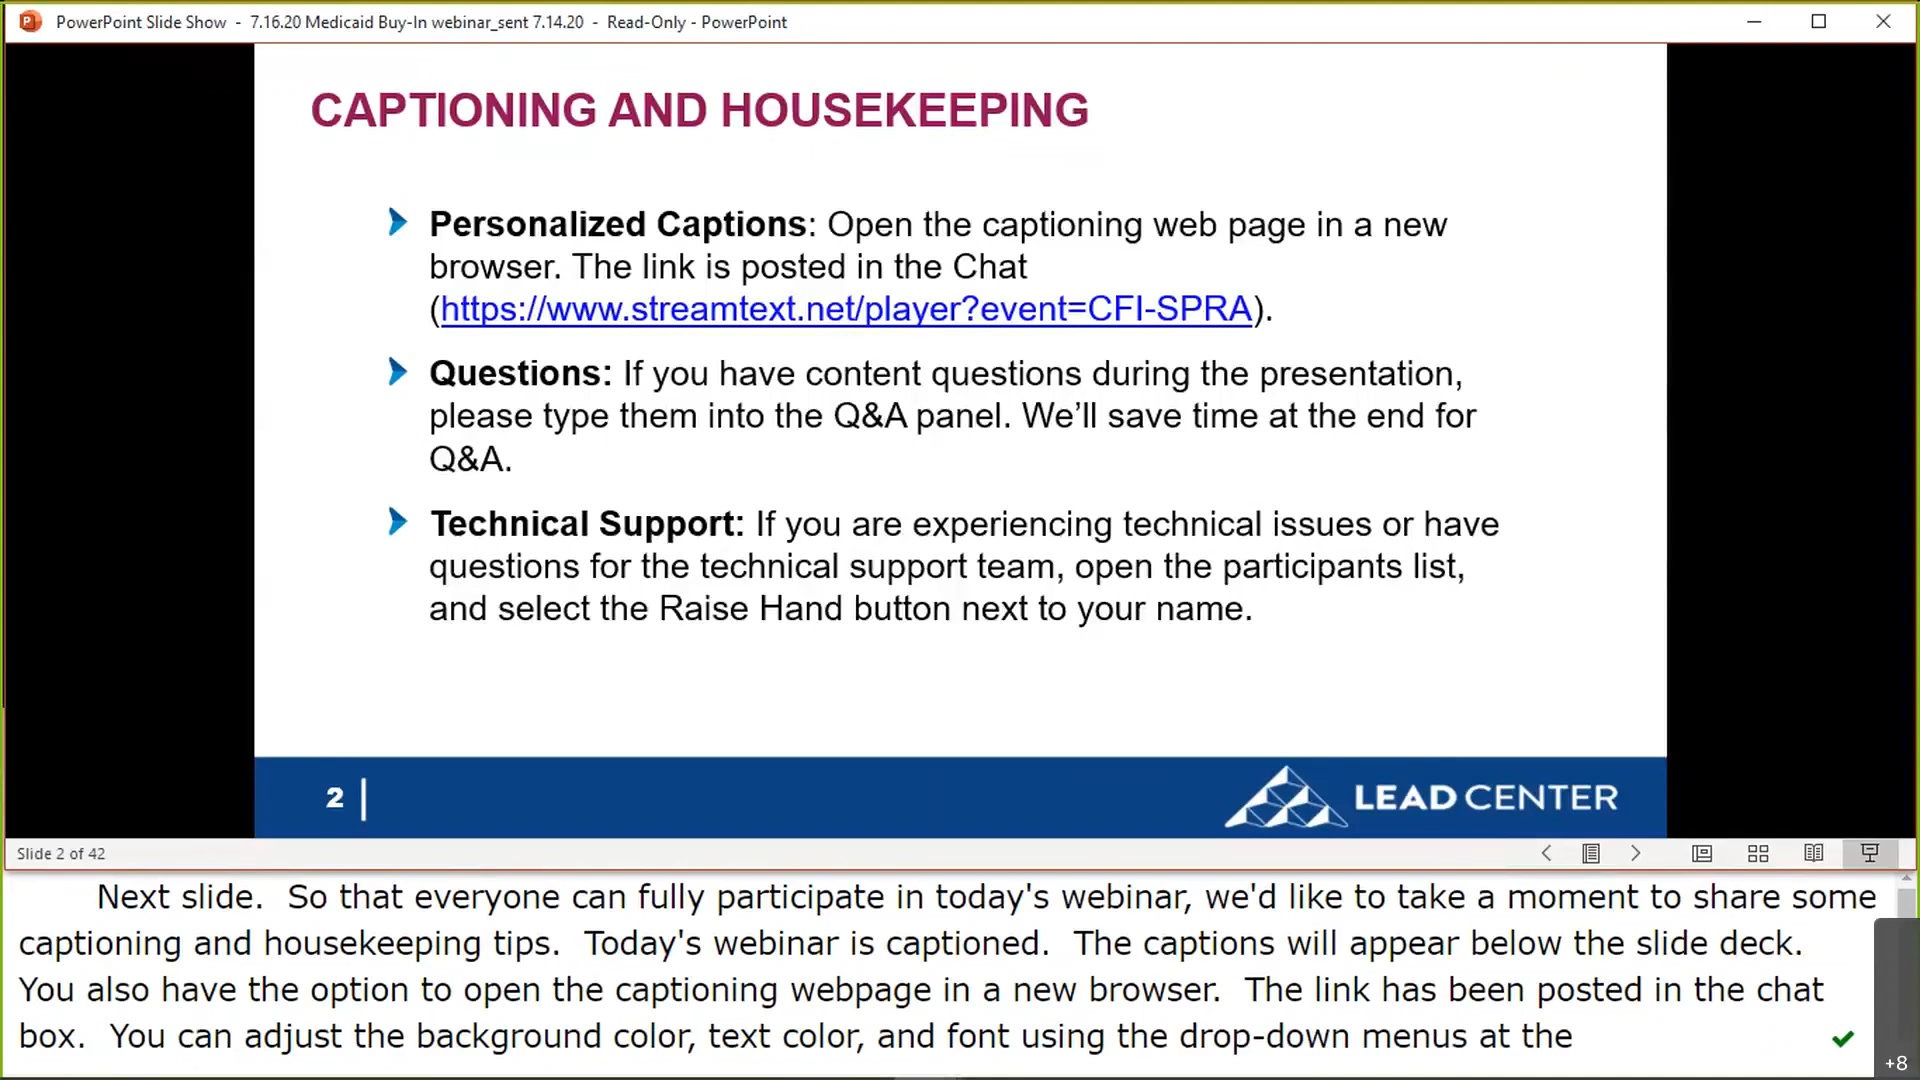 PowerPoint Slide Show - 7.16.20 Medicaid Buy-In webinar_sent 7.14.20 - Read-Only - PowerPoint
CAPTIONING AND HOUSEKEEPING
Personalized Captions: Open the captioning web page in a new
browser. The link is posted in the Chat
(https://www.streamtext.net/player?event=CFI-SPRA).
Questions: If you have content questions during the presentation,
please type them into the Q&A panel. We’ll save time at the end for
Q&A.
Technical Support: If you are experiencing technical issues or have
questions for the technical support team, open the participants list,
and select the Raise Hand button next to your name.
2 |
LEAD CENTER
Slide 2 of 42
Next slide. So that everyone can fully participate in today's webinar, we'd like to take a moment to share some
captioning and housekeeping tips. Today's webinar is captioned. The captions will appear below the slide deck.
You also have the option to open the captioning webpage in a new browser. The link has been posted in the chat
box. You can adjust the background color, text color, and font using the drop-down menus at the
+8